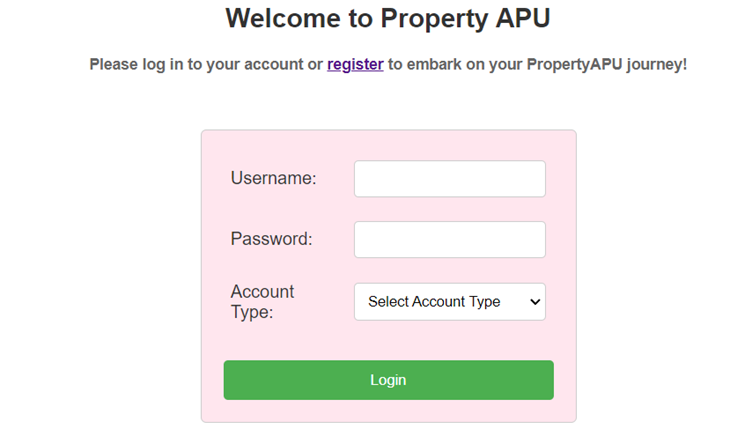 Welcome to Property APU
Please log in to your account or register to embark on your PropertyAPU journey!
Username:
Password:
Account
Type:
Select Account Type
Login